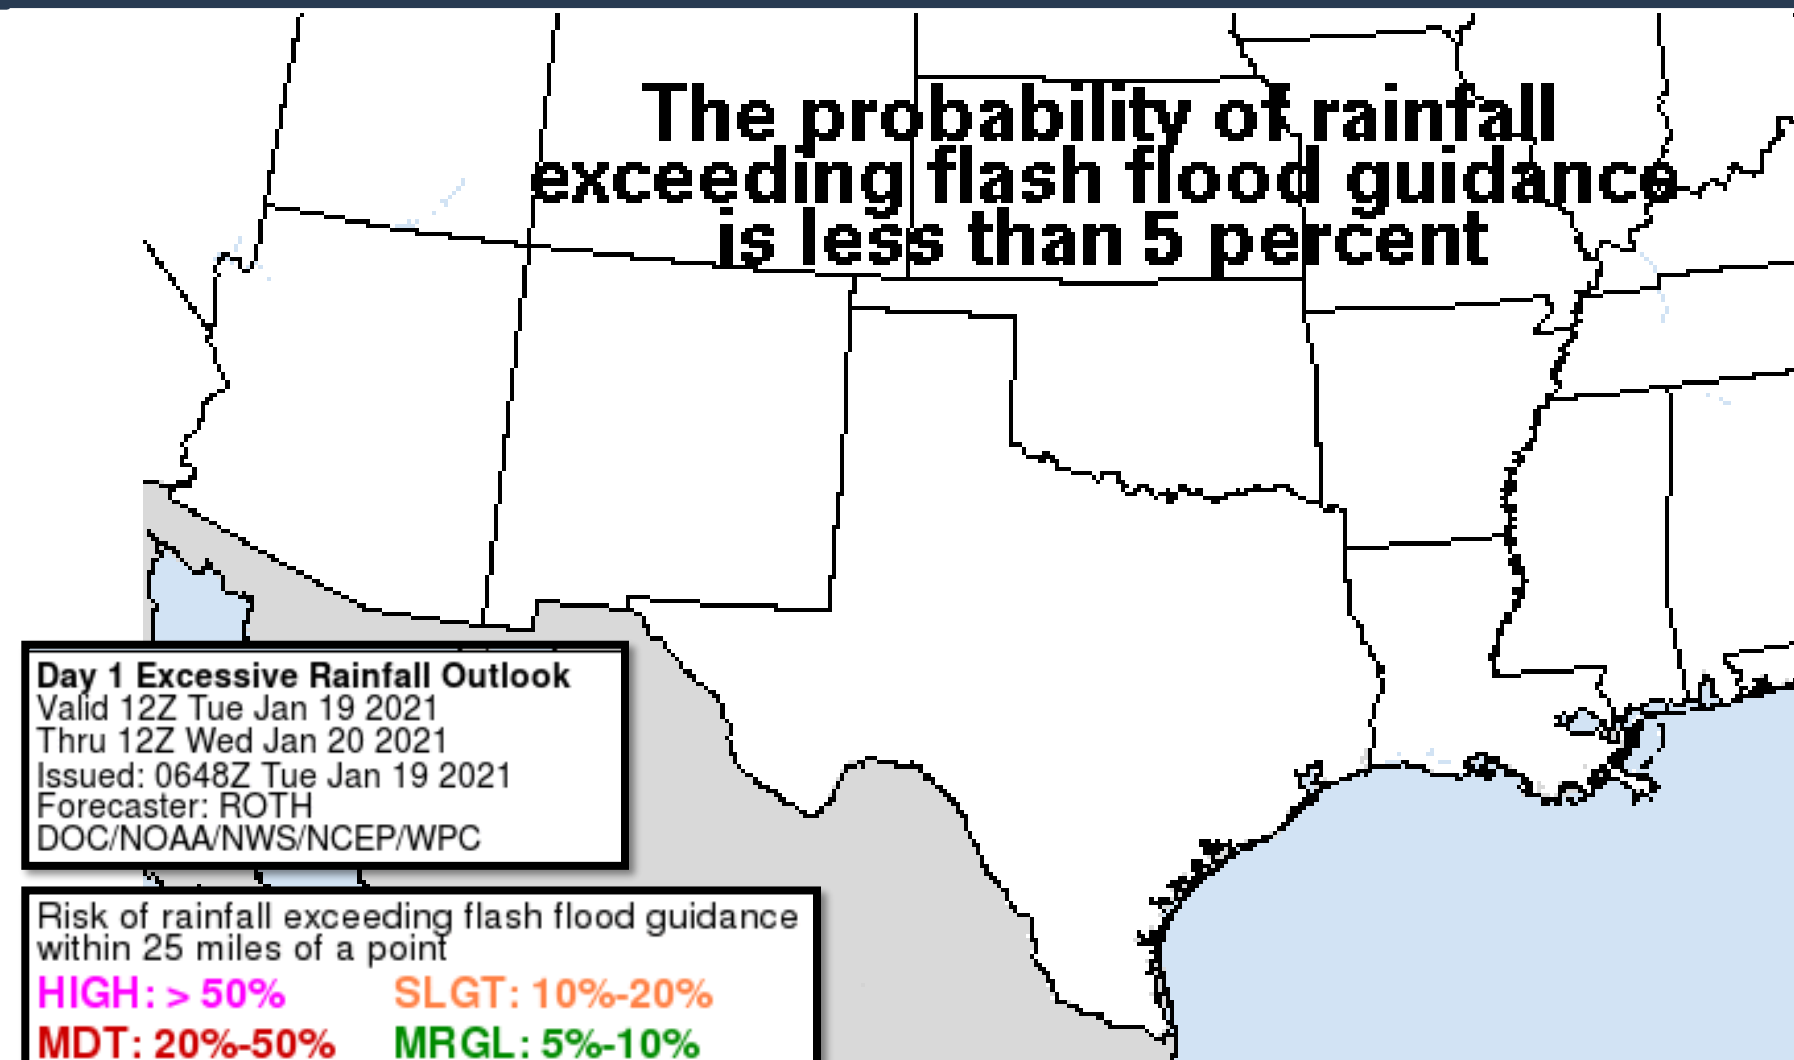 The probability of rainfall
exceeding flash flood guidance
is less than 5 percent
Day 1 Excessive Rainfall Outlook
Valid 12Z Tue Jan 19 2021
Thru 12Z Wed Jan 20 2021
Issued: 0648Z Tue Jan 19 2021
Forecaster: ROTH
DOC/NOAA/NWS/NCEP/WPC
Risk of rainfall exceeding flash flood guidance
within 25 miles of a point
HIGH: > 50% SLGT: 10%-20%
MDT: 20%-50% MRGL: 5%-10%